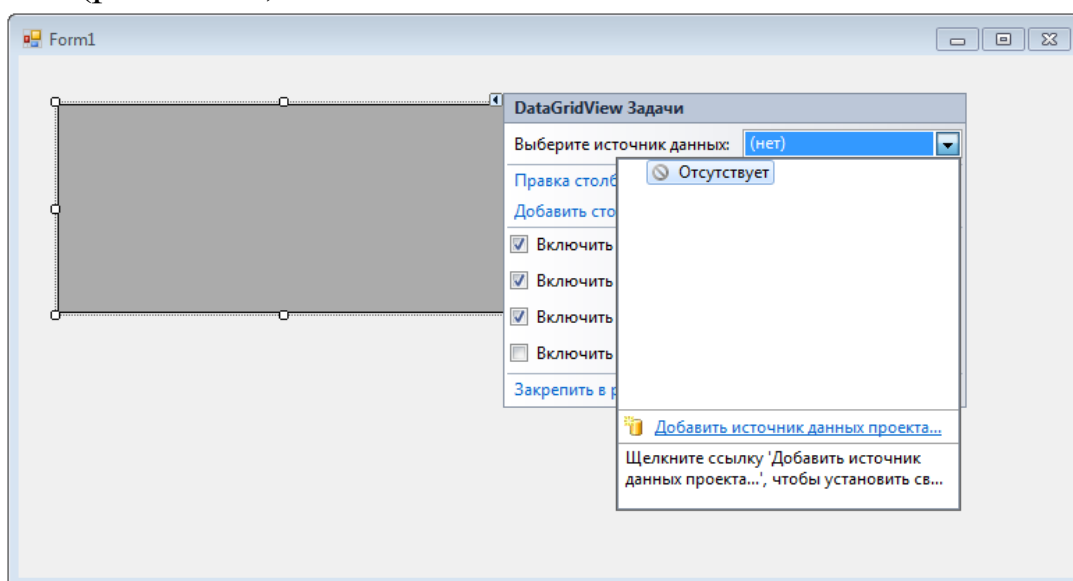 Form1
DataGridView Задачи
Выберите источник данных: (нет)
Отсутствует
Правка столб
Добавить сто
Включить
Включить
Включить
Включить
Закрепить в р
Добавить источник данных проекта...
Щелкните ссылку 'Добавить источник
данных проекта...', чтобы установить св...